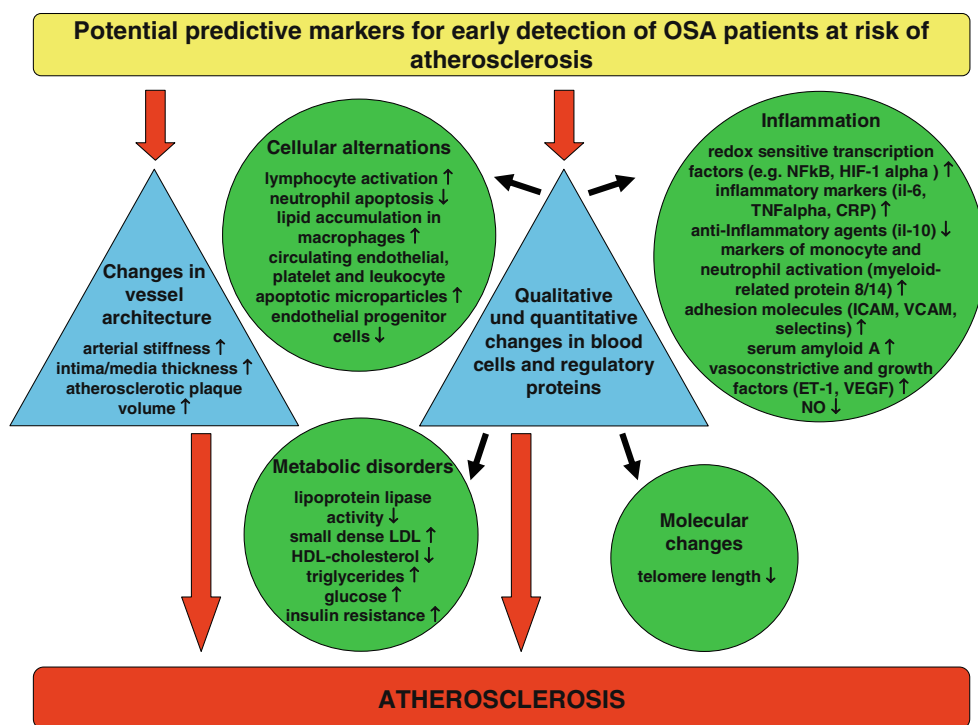 Potential predictive markers for early detection of OSA patients at risk of
atherosclerosis
Cellular alternations
lymphocyte activation ↑
neutrophil apoptosis ↓
lipid accumulation in
macrophages ↑
circulating endothelial,
platelet and leukocyte
apoptotic microparticles ↑
endothelial progenitor
cells ↓
Inflammation
redox sensitive transcription
factors (e.g. NFkB, HIF-1 alpha ) ↑
inflammatory markers (il-6,
TNFalpha, CRP) ↑
anti-Inflammatory agents (il-10) ↓
markers of monocyte and
neutrophil activation (myeloid-
related protein 8/14) ↑
adhesion molecules (ICAM, VCAM,
selectins) ↑
serum amyloid A ↑
vasoconstrictive and growth
factors (ET-1, VEGF) ↑
NO ↓
Changes in
vessel
architecture
arterial stiffness ↑
intima/media thickness ↑
atherosclerotic plaque
volume ↑
Qualitative
und quantitative
changes in blood
cells and regulatory
proteins
Metabolic disorders
lipoprotein lipase
activity ↓
small dense LDL ↑
HDL-cholesterol ↓
triglycerides ↑
glucose ↑
insulin resistance ↑
Molecular
changes
telomere length ↓
ATHEROSCLEROSIS